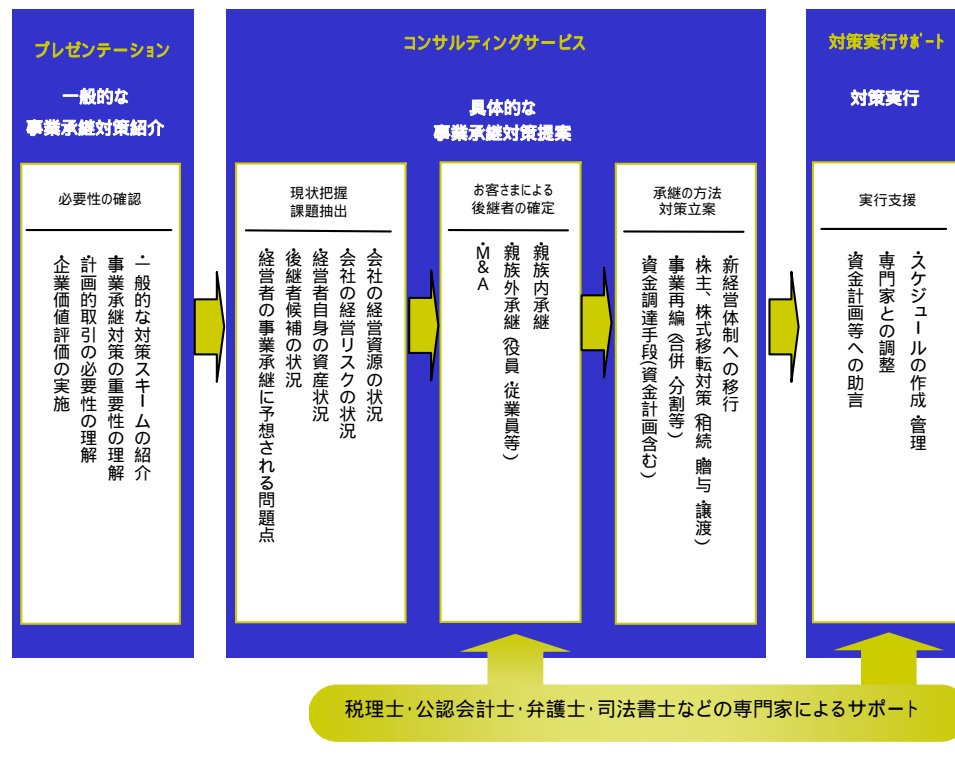 プレゼンテーション
一般的な
事業承継対策紹介
必要性の確認
・一般的な対策スキームの紹介
・事業承継対策の重要性の理解
・計画的取引の必要性の理解
・企業価値評価の実施
コンサルティングサービス
具体的な
事業承継対策提案
現状把握
課題抽出
・会社の経営資源の状況
・会社の経営リスクの状況
・経営者自身の資産状況
・後継者候補の状況
・経営者の事業承継に予想される問題点
お客さまによる
後継者の確定
・親族内承継
・親族外承継(役員・従業員等)
・M&A
承継の方法
対策立案
・新経営体制への移行
・株主、株式移転対策(相続・贈与・譲渡)
・事業再編(合併・分割等)
・資金調達手段(資金計画含む)
対策実行ｻﾎﾟｰﾄ
対策実行
実行支援
・スケジュールの作成・管理
・専門家との調整
・資金計画等への助言
税理士・公認会計士・弁護士・司法書士などの専門家によるサポート